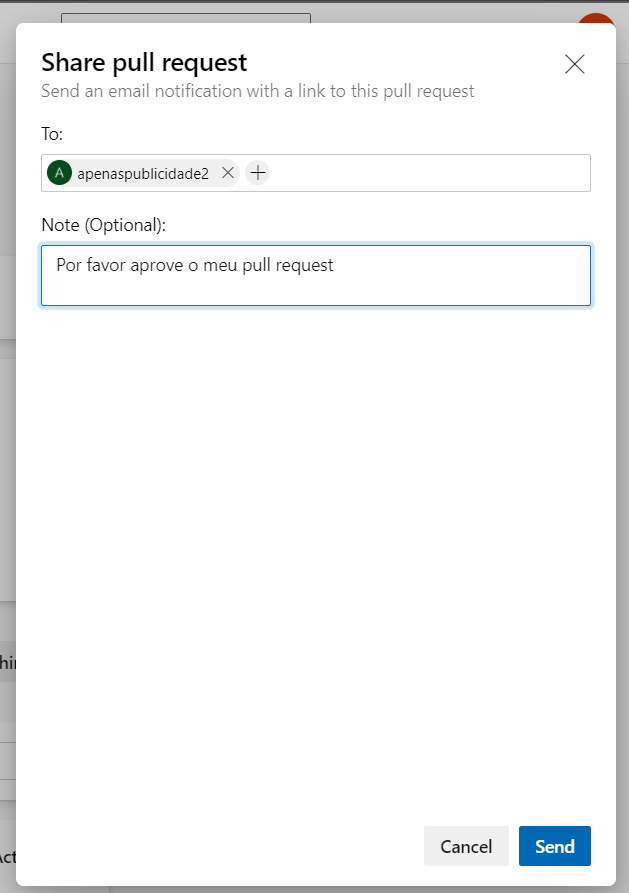 Share pull request
Send an email notification with a link to this pull request
To:
A apenaspublicidade2
Note (Optional):
Por favor aprove o meu pull request
Cancel Send